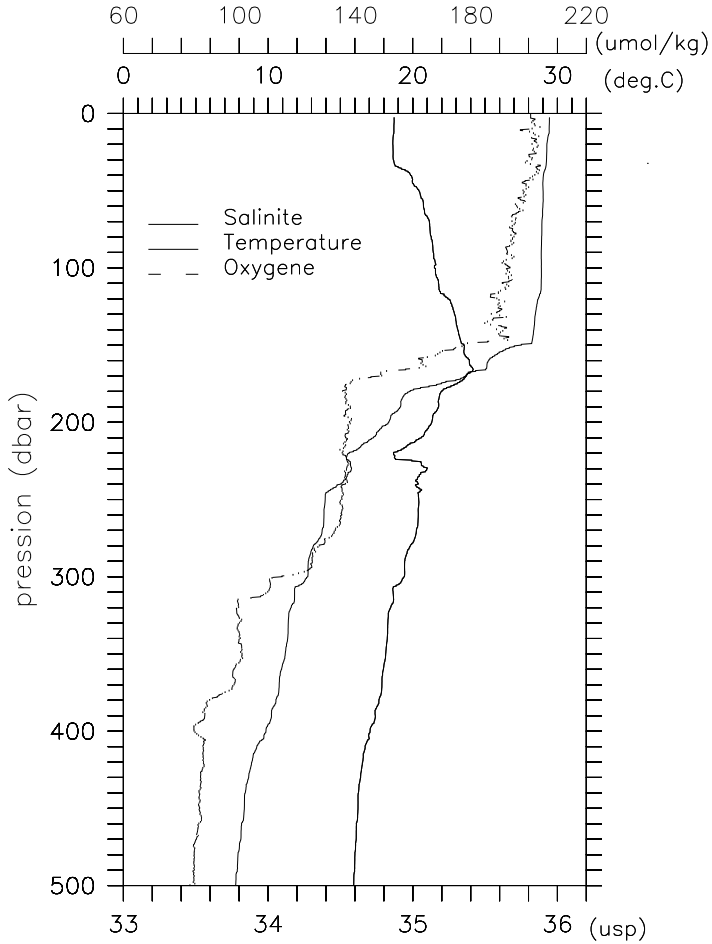 60 100 140 180 220
(umol/kg)
0 10 20 30 (deg.C)
0
Salinite
Temperature
Oxygene
100
200
pression (dbar)
300
400
500
33 34 35 36 (usp)